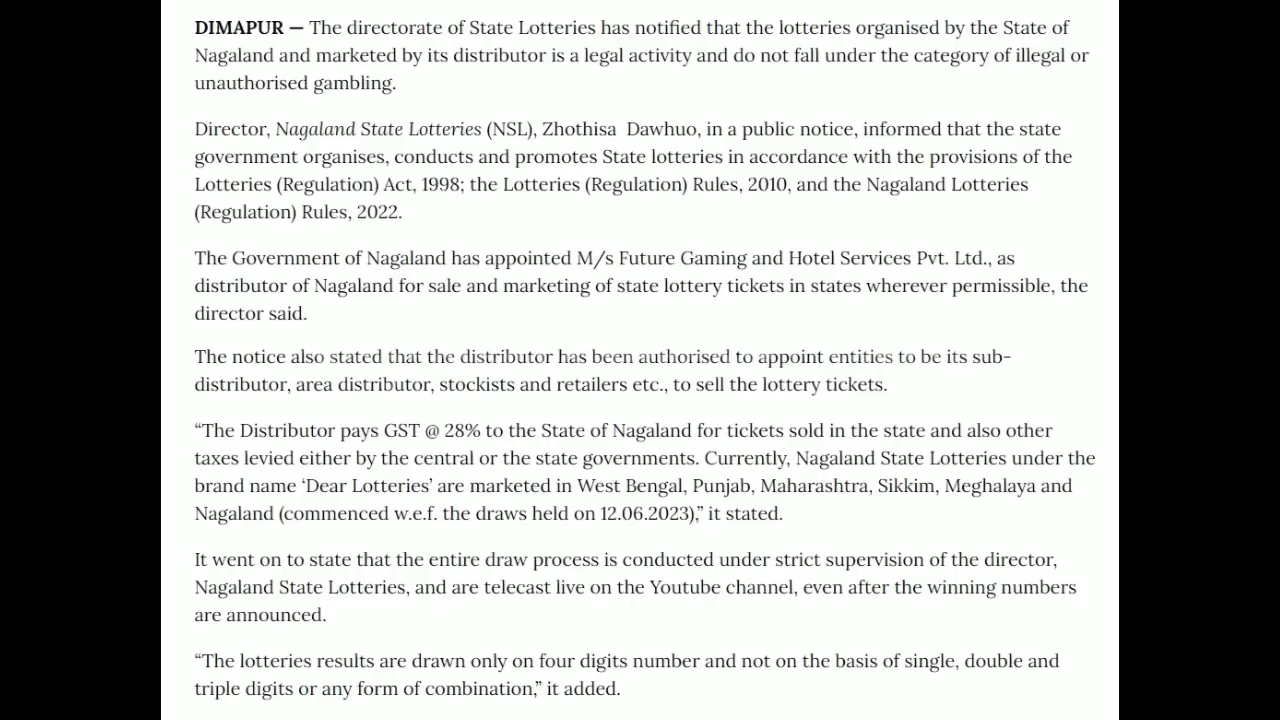 DIMAPUR — The directorate of State Lotteries has notified that the lotteries organised by the State of
Nagaland and marketed by its distributor is a legal activity and do not fall under the category of illegal or
unauthorised gambling.
Director, Nagaland State Lotteries (NSL), Zhothisa Dawhuo, in a public notice, informed that the state
government organises, conducts and promotes State lotteries in accordance with the provisions of the
Lotteries (Regulation) Act, 1998; the Lotteries (Regulation) Rules, 2010, and the Nagaland Lotteries
(Regulation) Rules, 2022.
The Government of Nagaland has appointed M/s Future Gaming and Hotel Services Pvt. Ltd., as
distributor of Nagaland for sale and marketing of state lottery tickets in states wherever permissible, the
director said.
The notice also stated that the distributor has been authorised to appoint entities to be its sub-
distributor, area distributor, stockists and retailers etc., to sell the lottery tickets.
“The Distributor pays GST @ 28% to the State of Nagaland for tickets sold in the state and also other
taxes levied either by the central or the state governments. Currently, Nagaland State Lotteries under the
brand name ‘Dear Lotteries’ are marketed in West Bengal, Punjab, Maharashtra, Sikkim, Meghalaya and
Nagaland (commenced w.e.f. the draws held on 12.06.2023),” it stated.
It went on to state that the entire draw process is conducted under strict supervision of the director,
Nagaland State Lotteries, and are telecast live on the Youtube channel, even after the winning numbers
are announced.
“The lotteries results are drawn only on four digits number and not on the basis of single, double and
triple digits or any form of combination,” it added.